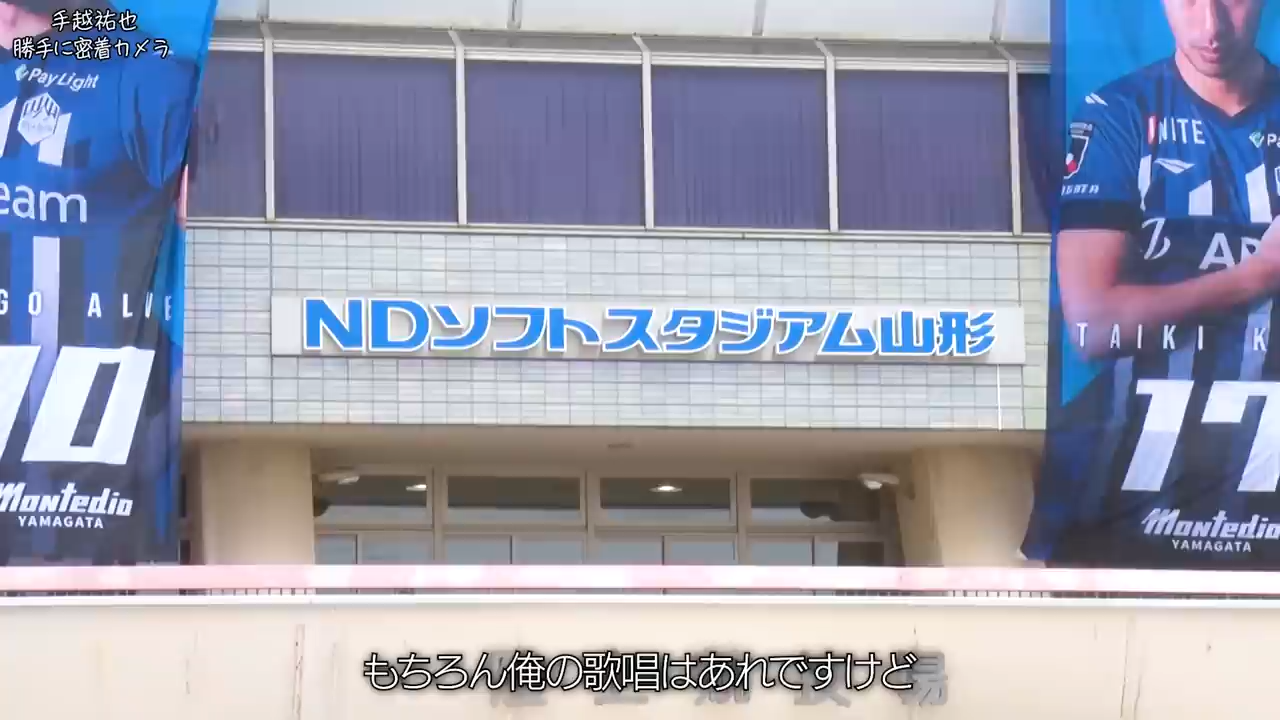 手越祐也
勝手に密着カメラ
PayLight
eam
GO ALVE
10
Montedio
YAMAGATA
NDソフトスタジアム山形
NITE
TAIKI K
17
Montedio
YAMAGATA
もちろん俺の歌唱はあれですけど